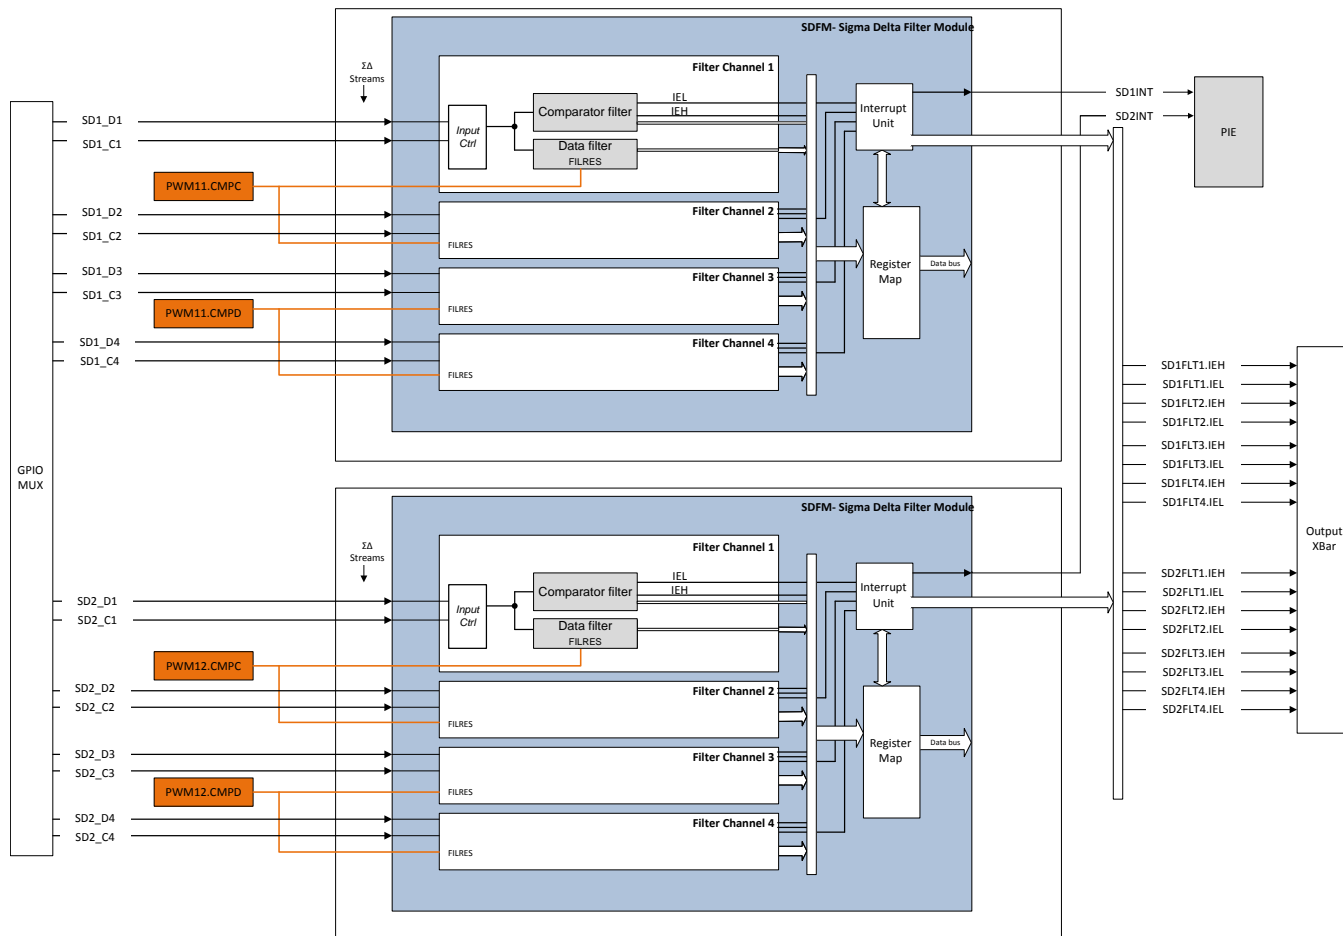 SDFM- Sigma Delta Filter Module
ΣΔ
Streams
Filter Channel 1
Input
Ctrl
Comparator filter
IEL
IEH
Data filter
FILRES
Interrupt
Unit
SD1INT
SD2INT
PIE
SD1_D1
SD1_C1
PWM11.CMPC
SD1_D2
SD1_C2
Filter Channel 2
FILRES
SD1_D3
SD1_C3
Filter Channel 3
FILRES
PWM11.CMPD
Register
Map
Data bus
SD1_D4
SD1_C4
Filter Channel 4
FILRES
GPIO
MUX
SD1FLT1.IEH
SD1FLT1.IEL
SD1FLT2.IEH
SD1FLT2.IEL
SD1FLT3.IEH
SD1FLT3.IEL
SD1FLT4.IEH
SD1FLT4.IEL
Output
XBar
SDFM- Sigma Delta Filter Module
ΣΔ
Streams
Filter Channel 1
Input
Ctrl
Comparator filter
IEL
IEH
Data filter
FILRES
Interrupt
Unit
SD2_D1
SD2_C1
PWM12.CMPC
SD2_D2
SD2_C2
Filter Channel 2
FILRES
SD2_D3
SD2_C3
Filter Channel 3
FILRES
PWM12.CMPD
Register
Map
Data bus
SD2_D4
SD2_C4
Filter Channel 4
FILRES
SD2FLT1.IEH
SD2FLT1.IEL
SD2FLT2.IEH
SD2FLT2.IEL
SD2FLT3.IEH
SD2FLT3.IEL
SD2FLT4.IEH
SD2FLT4.IEL